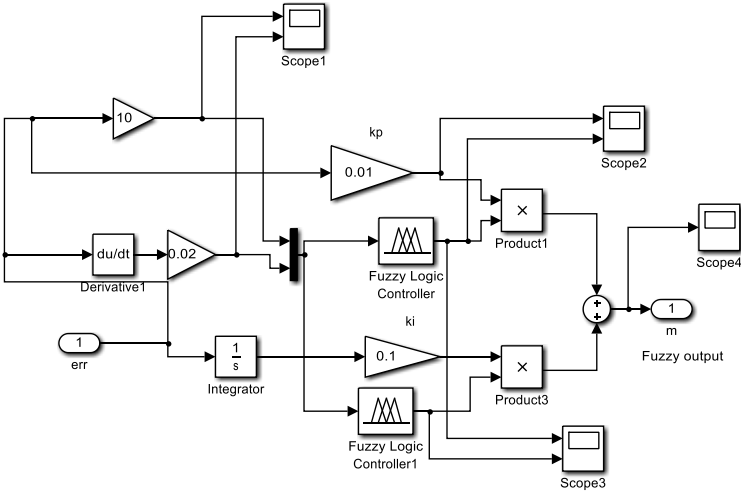 Scope1
10
kp
0.01
Scope2
×
Product1
du/dt
Derivative1
0.02
Fuzzy Logic
Controller
Scope4
+
+
1
m
Fuzzy output
1
err
1
s
Integrator
ki
0.1
×
Product3
Fuzzy Logic
Controller1
Scope3